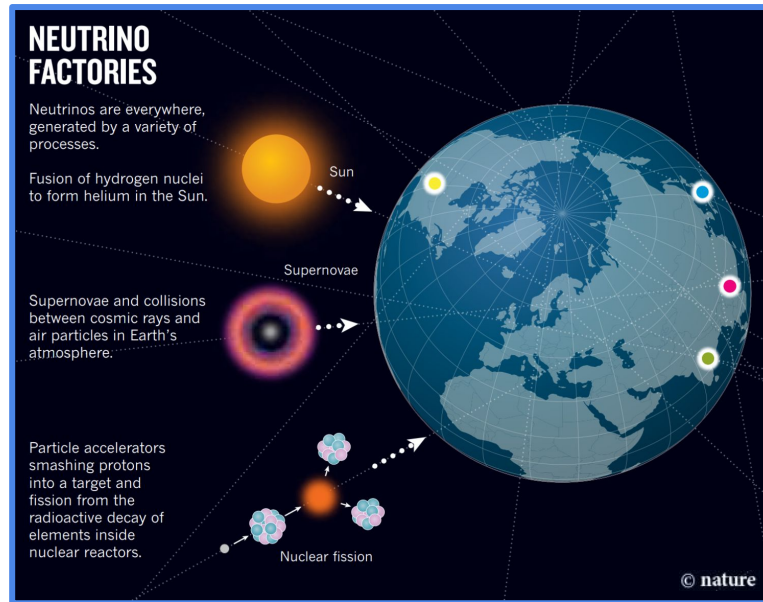 NEUTRINO
FACTORIES
Neutrinos are everywhere,
generated by a variety of
processes.
Fusion of hydrogen nuclei
to form helium in the Sun.
Sun
Supernovae
Supernovae and collisions
between cosmic rays and
air particles in Earth's
atmosphere.
Particle accelerators
smashing protons
into a target and
fission from the
radioactive decay of
elements inside
nuclear reactors.
Nuclear fission
© nature